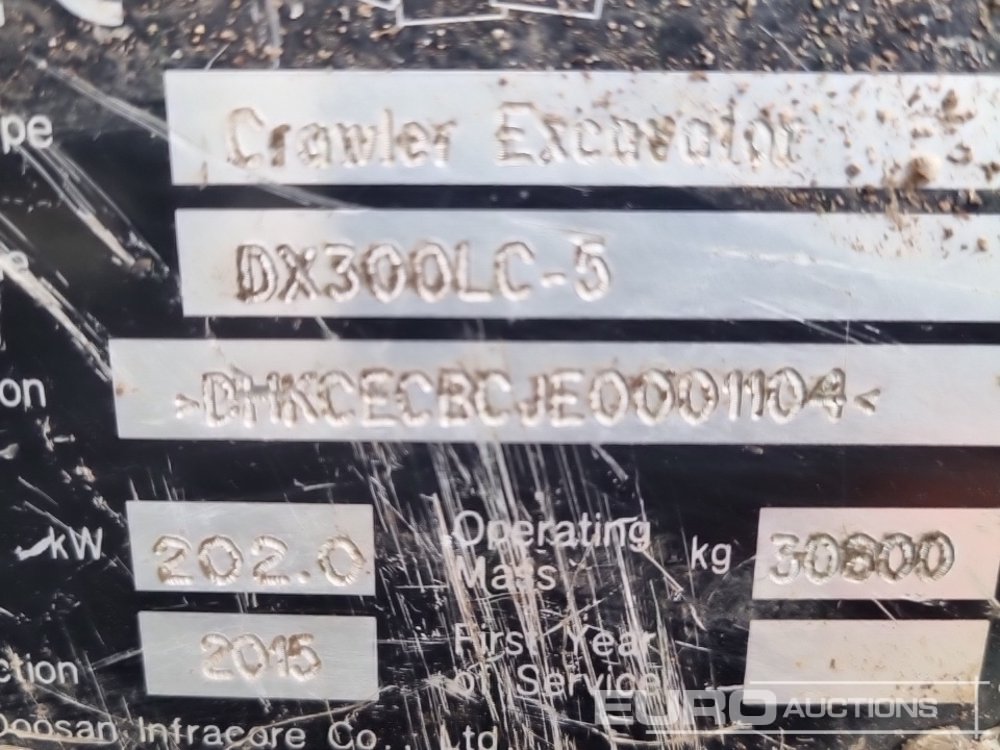 pe Crawler Excavator
DX300LC-5
on >DHKCECBCJE0001104<
kW 202.0 Operating Mass kg 30800
ction 2015 First Year of Service
Doosan Infracore Co., Ltd.
EURO AUCTIONS